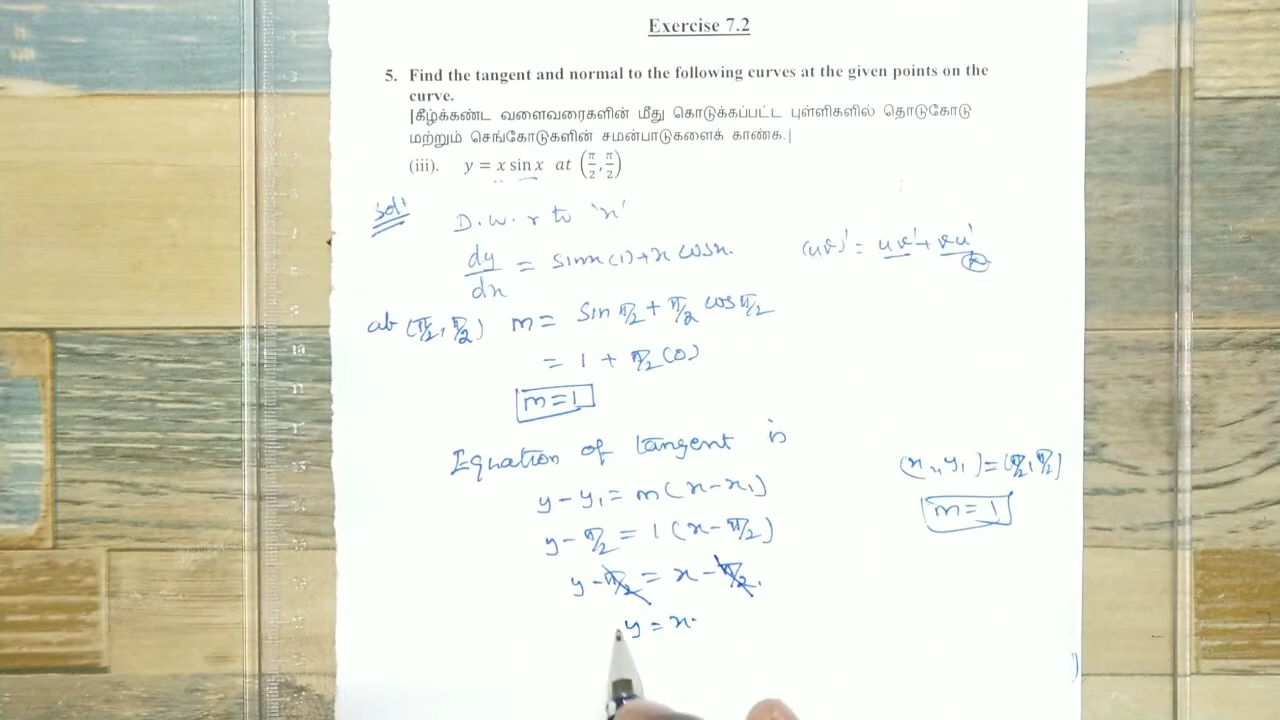 Exercise 7.2
5. Find the tangent and normal to the following curves at the given points on the
curve.
[கீழ்க்கண்ட வளைவரைகளின் மீது கொடுக்கப்பட்ட புள்ளிகளில் தொடுகோடு
மற்றும் செங்கோடுகளின் சமன்பாடுகளைக் காண்க.]
(iii). y = x sin x at (π/2, π/2)
Sol:
D.W.r to 'x'
dy/dx = sinx(1)+x cosx. (uv)' = uv'+vu'
at (π/2, π/2) m = sin π/2 + π/2 cos π/2
= 1 + π/2 (0)
m=1
Equation of tangent is
(x₁, y₁) = (π/2, π/2)
y-y₁ = m(x-x₁)
m=1
y-π/2 = 1(x-π/2)
y-π/2 = x-π/2.
y=x.